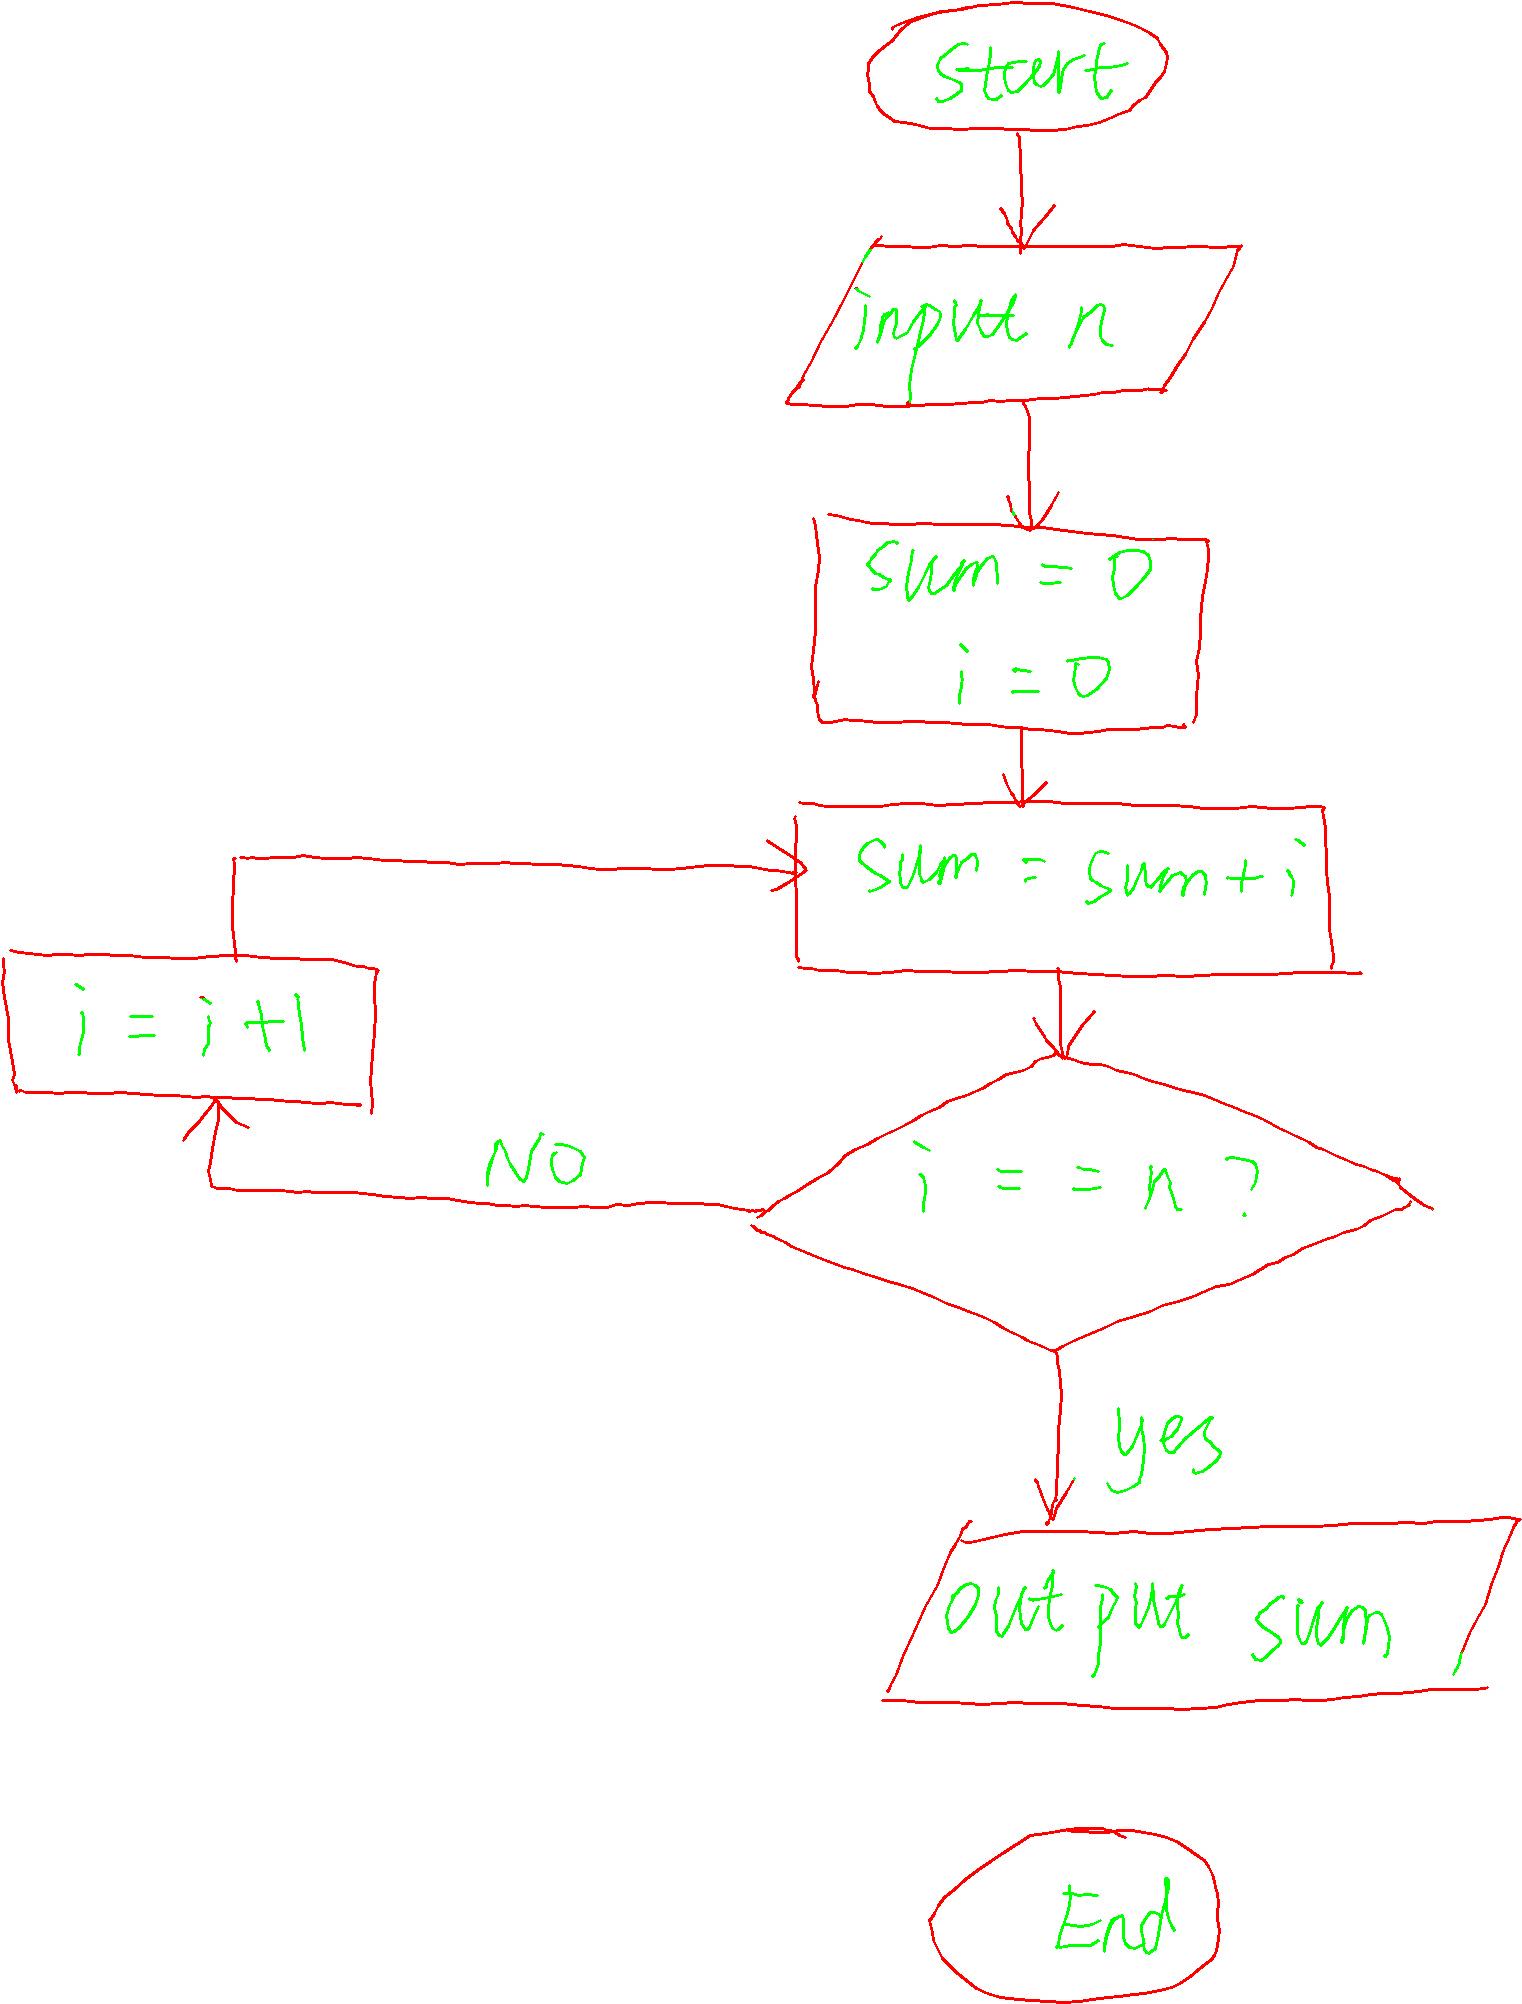 start
input n
sum = 0
i = 0
sum = sum + i
i = i + 1
NO
i = = n ?
yes
output sum
End